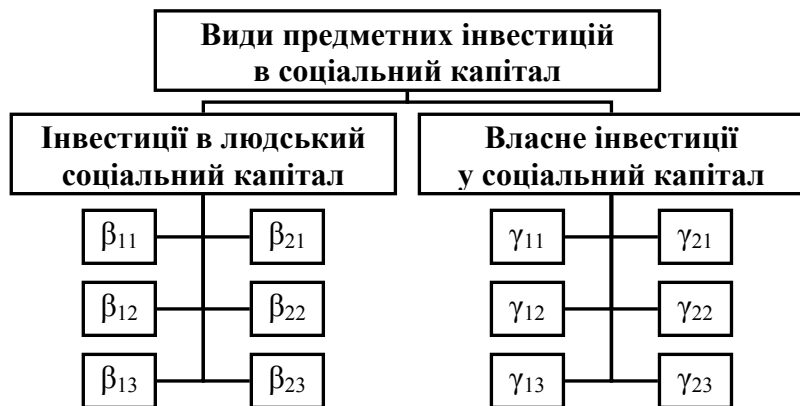 Види предметних інвестицій
в соціальний капітал
Інвестиції в людський
соціальний капітал
Власне інвестиції
у соціальний капітал
β11
β21
γ11
γ21
β12
β22
γ12
γ22
β13
β23
γ13
γ23